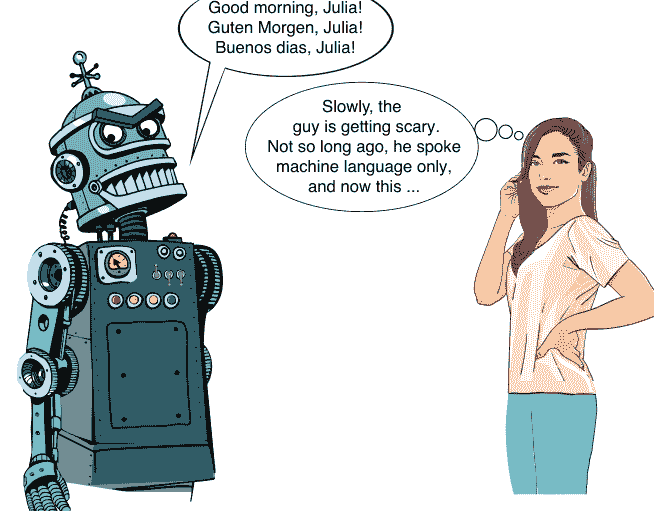 Good morning, Julia!
Guten Morgen, Julia!
Buenos dias, Julia!
Slowly, the
guy is getting scary.
Not so long ago, he spoke
machine language only,
and now this ...